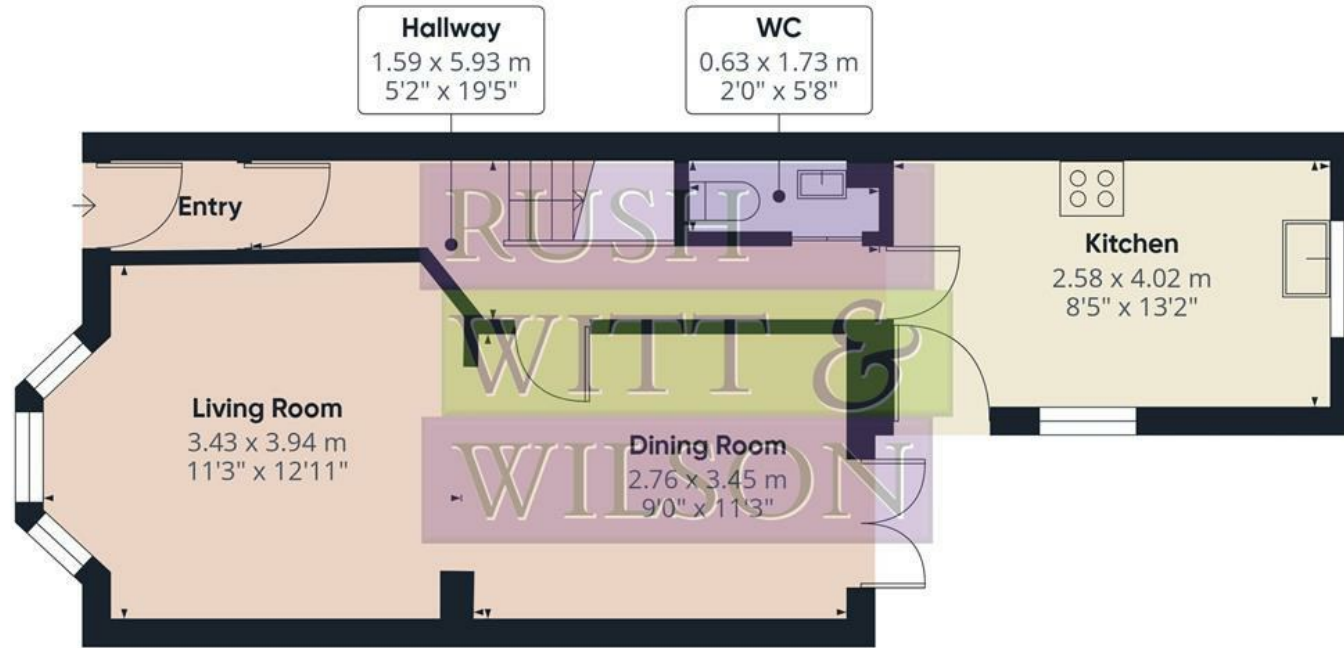 Hallway
1.59 x 5.93 m
5'2" x 19'5"
WC
0.63 x 1.73 m
2'0" x 5'8"
Entry
Kitchen
2.58 x 4.02 m
8'5" x 13'2"
Living Room
3.43 x 3.94 m
11'3" x 12'11"
Dining Room
2.76 x 3.45 m
9'0" x 11'3"
RUSH
WITT &
WILSON